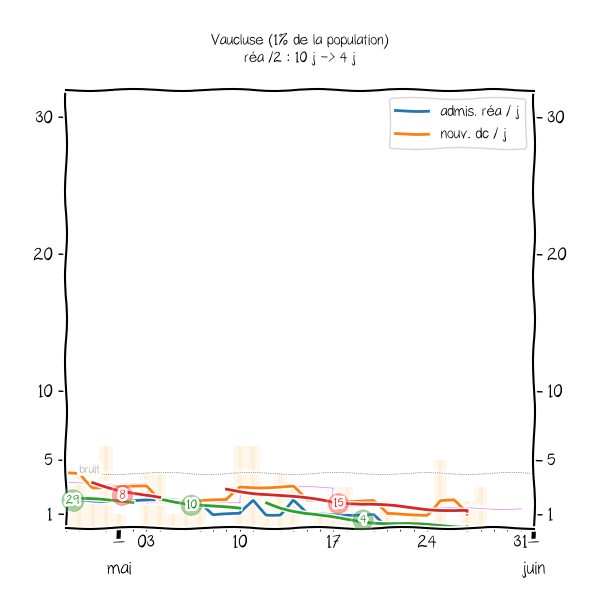 Vaucluse (1% de la population)
réa /2 : 10 j -> 4 j
admis. réa / j
nouv. dc / j
30
30
20
20
10
10
5
5
bruit
1
1
29
8
10
15
4
03
10
17
24
31
mai
juin